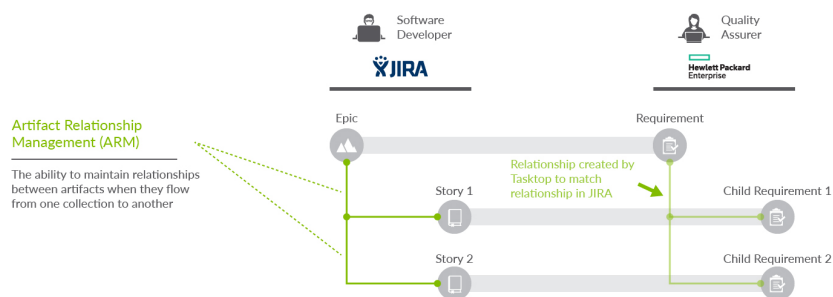 Software
Developer
Quality
Assurer
JIRA
Hewlett Packard
Enterprise
Artifact Relationship
Management (ARM)
The ability to maintain relationships
between artifacts when they flow
from one collection to another
Epic
Requirement
Relationship created by
Tasktop to match
relationship in JIRA
Story 1
Child Requirement 1
Story 2
Child Requirement 2